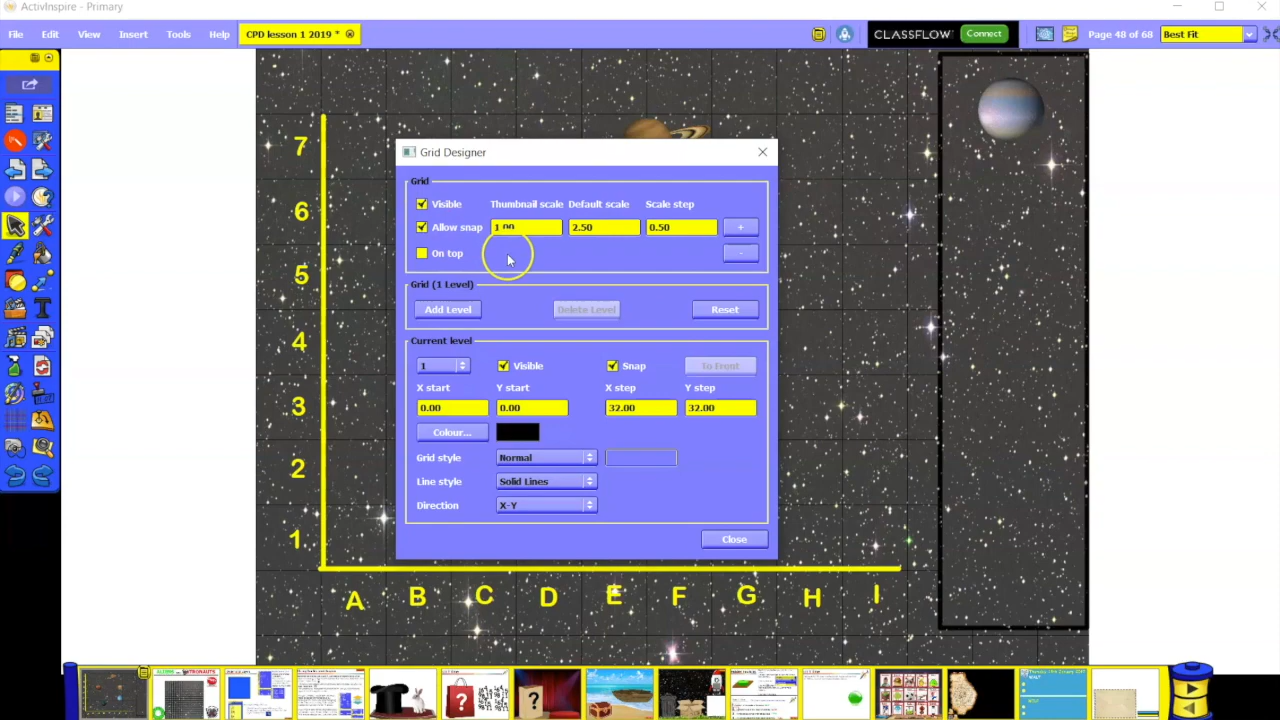 ActivInspire - Primary
File Edit View Insert Tools Help CPD lesson 1 2019 * CLASSFLOW Connect Page 48 of 68 Best Fit
Grid Designer
Grid
Visible Thumbnail scale Default scale Scale step
Allow snap 1.00 2.50 0.50 +
On top -
Grid (1 Level)
Add Level Delete Level Reset
Current level
1 Visible Snap To Front
X start Y start X step Y step
0.00 0.00 32.00 32.00
Colour...
Grid style Normal
Line style Solid Lines
Direction X-Y
Close
7
6
5
4
3
2
1
A B C D E F G H I